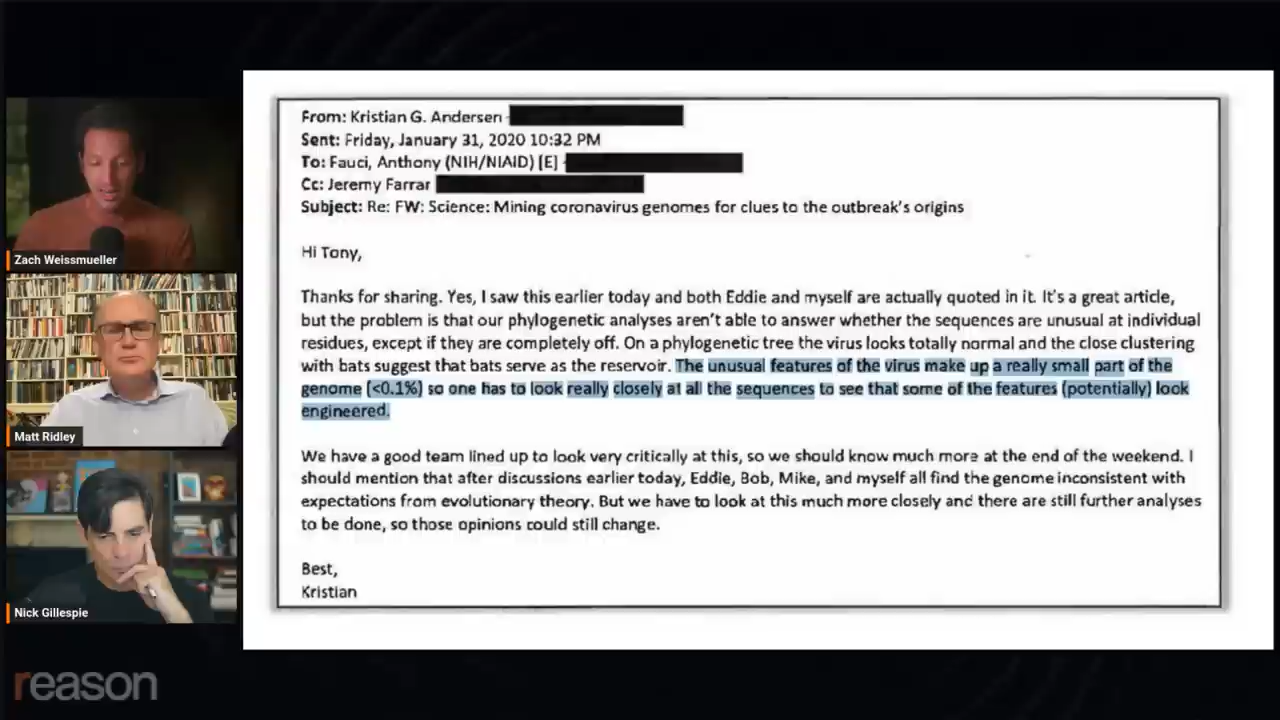 Zach Weissmueller
Matt Ridley
Nick Gillespie
reason
From: Kristian G. Andersen
Sent: Friday, January 31, 2020 10:32 PM
To: Fauci, Anthony (NIH/NIAID) [E]
Cc: Jeremy Farrar
Subject: Re: FW: Science: Mining coronavirus genomes for clues to the outbreak's origins
Hi Tony,
Thanks for sharing. Yes, I saw this earlier today and both Eddie and myself are actually quoted in it. It's a great article,
but the problem is that our phylogenetic analyses aren't able to answer whether the sequences are unusual at individual
residues, except if they are completely off. On a phylogenetic tree the virus looks totally normal and the close clustering
with bats suggest that bats serve as the reservoir. The unusual features of the virus make up a really small part of the
genome (<0.1%) so one has to look really closely at all the sequences to see that some of the features (potentially) look
engineered.
We have a good team lined up to look very critically at this, so we should know much more at the end of the weekend. I
should mention that after discussions earlier today, Eddie, Bob, Mike, and myself all find the genome inconsistent with
expectations from evolutionary theory. But we have to look at this much more closely and there are still further analyses
to be done, so those opinions could still change.
Best,
Kristian